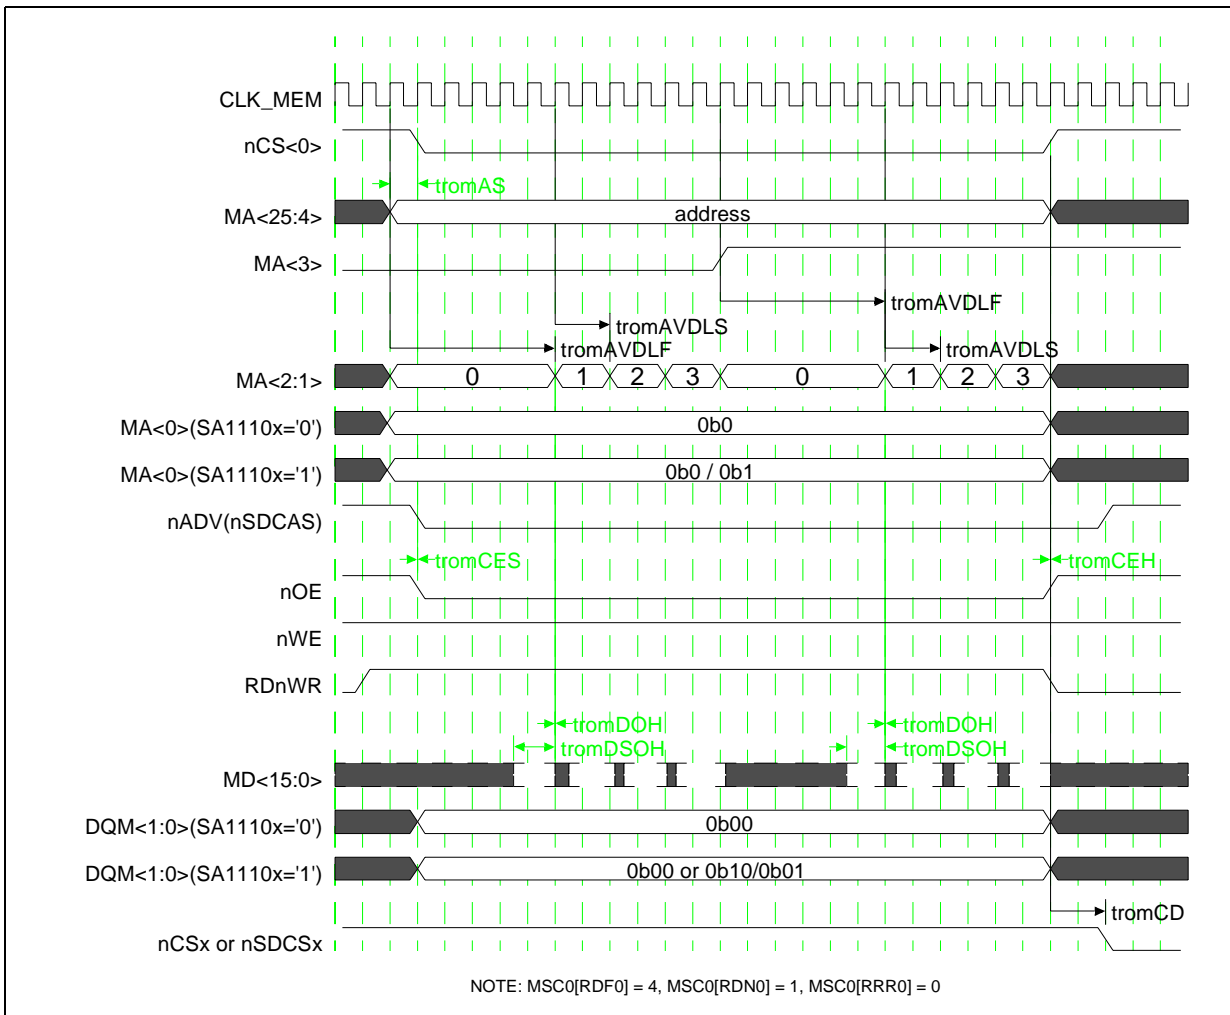 CLK_MEM
nCS<0>
tromAS
MA<25:4>
address
MA<3>
tromAVDLF
tromAVDLS
tromAVDLF
tromAVDLS
MA<2:1>
0 1 2 3 0 1 2 3
MA<0>(SA1110x='0')
0b0
MA<0>(SA1110x='1')
0b0 / 0b1
nADV(nSDCAS)
tromCES
tromCEH
nOE
nWE
RDnWR
tromDOH
tromDOH
tromDSOH
tromDSOH
MD<15:0>
DQM<1:0>(SA1110x='0')
0b00
DQM<1:0>(SA1110x='1')
0b00 or 0b10/0b01
tromCD
nCSx or nSDCSx
NOTE: MSC0[RDF0] = 4, MSC0[RDN0] = 1, MSC0[RRR0] = 0